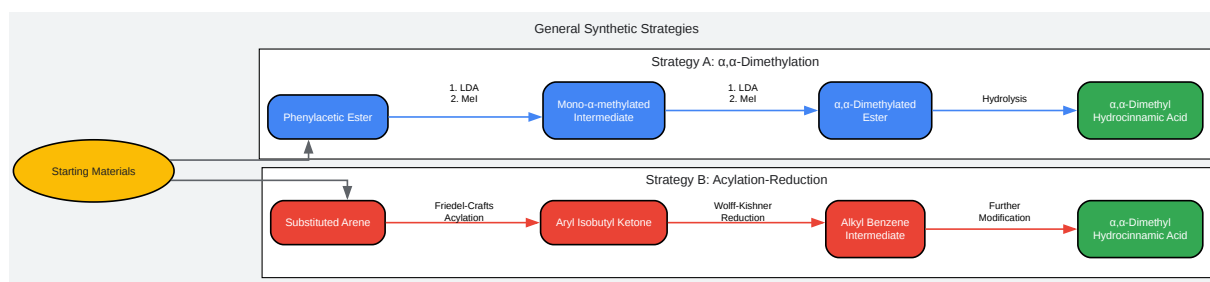 General Synthetic Strategies
Strategy A: α,α-Dimethylation
1. LDA
2. MeI
1. LDA
2. MeI
Hydrolysis
Phenylacetic Ester
Mono-α-methylated
Intermediate
α,α-Dimethylated
Ester
α,α-Dimethyl
Hydrocinnamic Acid
Starting Materials
Strategy B: Acylation-Reduction
Friedel-Crafts
Acylation
Wolff-Kishner
Reduction
Further
Modification
Substituted Arene
Aryl Isobutyl Ketone
Alkyl Benzene
Intermediate
α,α-Dimethyl
Hydrocinnamic Acid